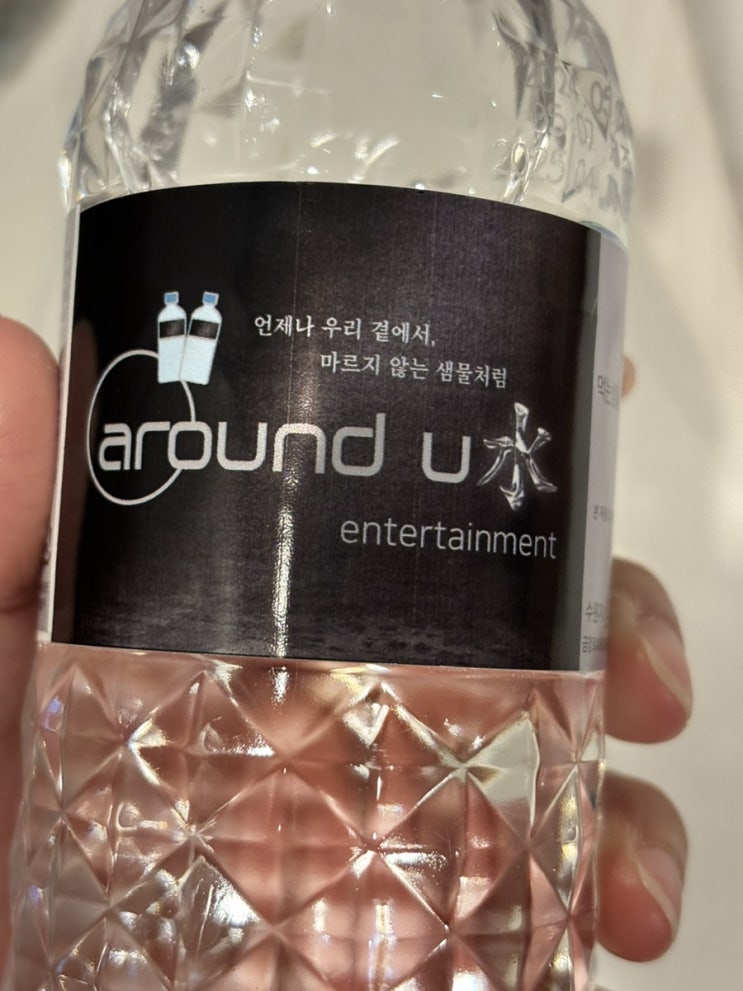 언제나 우리 곁에서,
마르지 않는 샘물처럼
around u水
entertainment